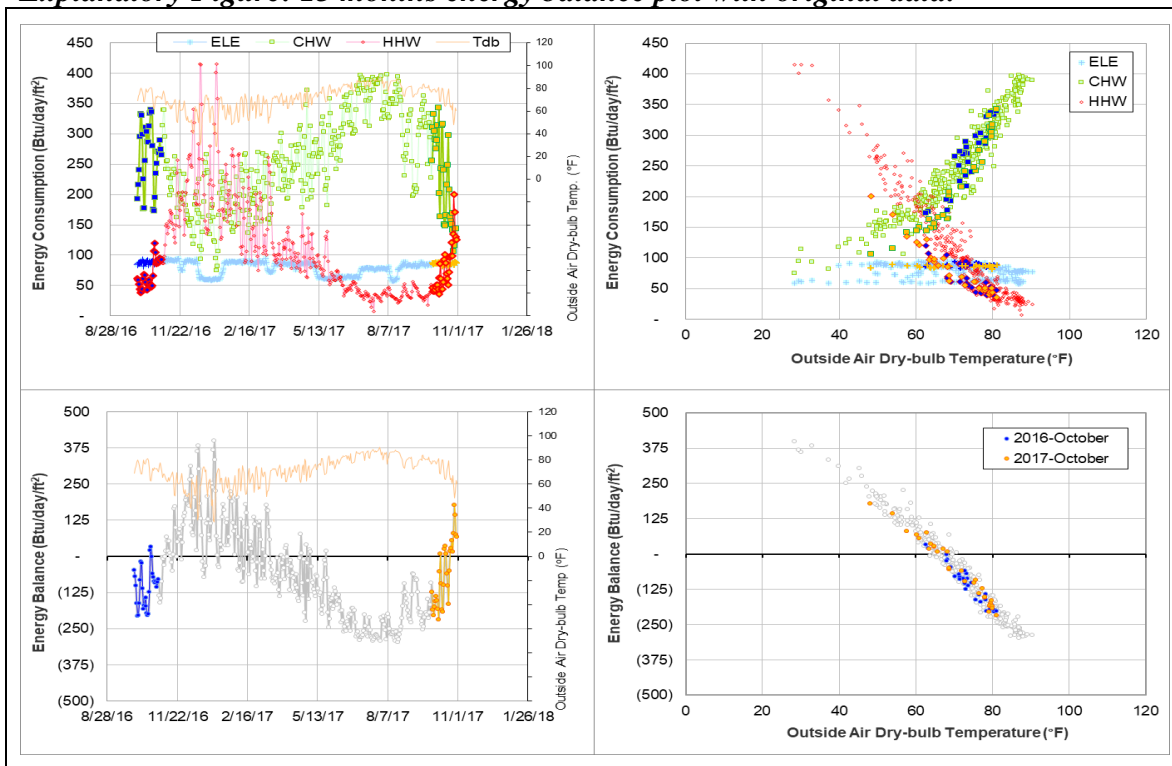 Explanatory Figure: 13 months energy balance plot with original data.
ELE CHW HHW Tdb
Energy Consumption (Btu/day/ft²)
450
400
350
300
250
200
150
100
50
-
120
100
80
60
40
20
0
Outside Air Dry-bulb Temp. (°F)
8/28/16 11/22/16 2/16/17 5/13/17 8/7/17 11/1/17 1/26/18
ELE
CHW
HHW
Energy Consumption (Btu/day/ft²)
450
400
350
300
250
200
150
100
50
-
0 20 40 60 80 100 120
Outside Air Dry-bulb Temperature (°F)
Energy Balance (Btu/day/ft²)
500
375
250
125
-
(125)
(250)
(375)
(500)
120
100
80
60
40
20
0
Outside Air Dry-bulb Temp (°F)
8/28/16 11/22/16 2/16/17 5/13/17 8/7/17 11/1/17 1/26/18
2016-October
2017-October
Energy Balance (Btu/day/ft²)
500
375
250
125
-
(125)
(250)
(375)
(500)
0 20 40 60 80 100 120
Outside Air Dry-bulb Temperature (°F)